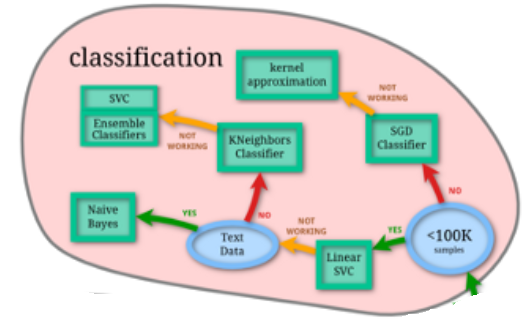 classification
kernel
approximation
NOT
WORKING
SVC
Ensemble
Classifiers
NOT
WORKING
KNeighbors
Classifier
SGD
Classifier
NO
Naive
Bayes
YES
NO
Text
Data
NOT
WORKING
Linear
SVC
YES
<100K
samples